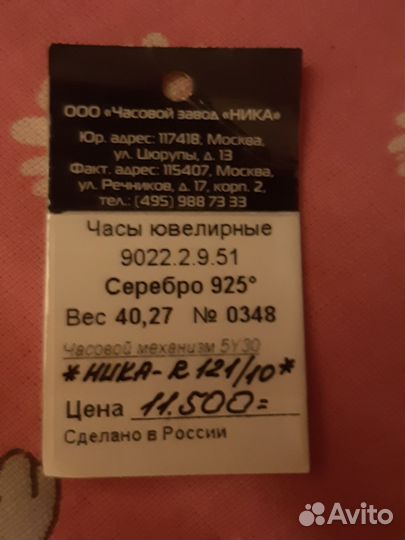 ООО «Часовой завод «НИКА»
Юр. адрес: 117418, Москва,
ул. Цюрупы, д. 13
Факт. адрес: 115407, Москва,
ул. Речников, д. 17, корп. 2,
тел.: (495) 988 73 33
Часы ювелирные
9022.2.9.51
Серебро 925°
Вес 40,27 № 0348
Часовой механизм 5Y30
*НИКА-R 121/10*
Цена 11.500=
Сделано в России
Avito